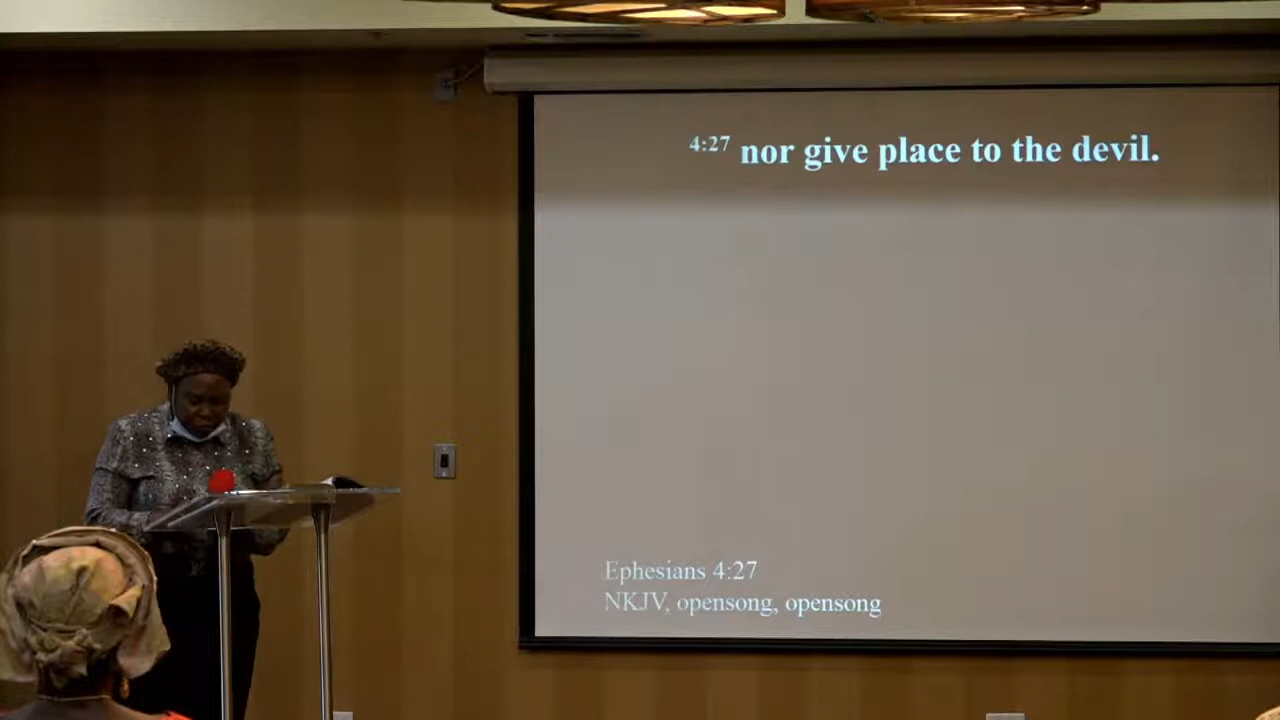 4:27 nor give place to the devil.
Ephesians 4:27
NKJV, opensong, opensong